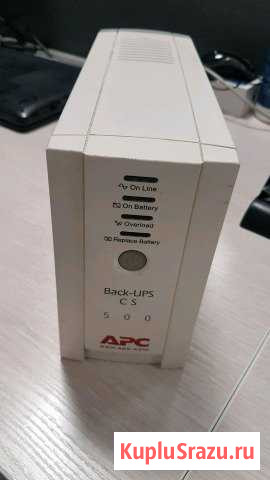 On Line
On Battery
Overload
Replace Battery
Back-UPS
CS
500
APC
KupluSrazu.ru